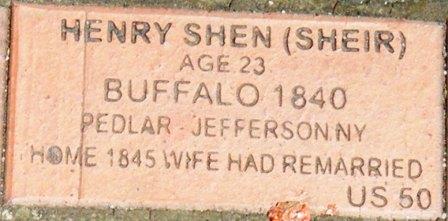 HENRY SHEN (SHEIR)
AGE 23
BUFFALO 1840
PEDLAR JEFFERSON NY
HOME 1845 WIFE HAD REMARRIED
US 50